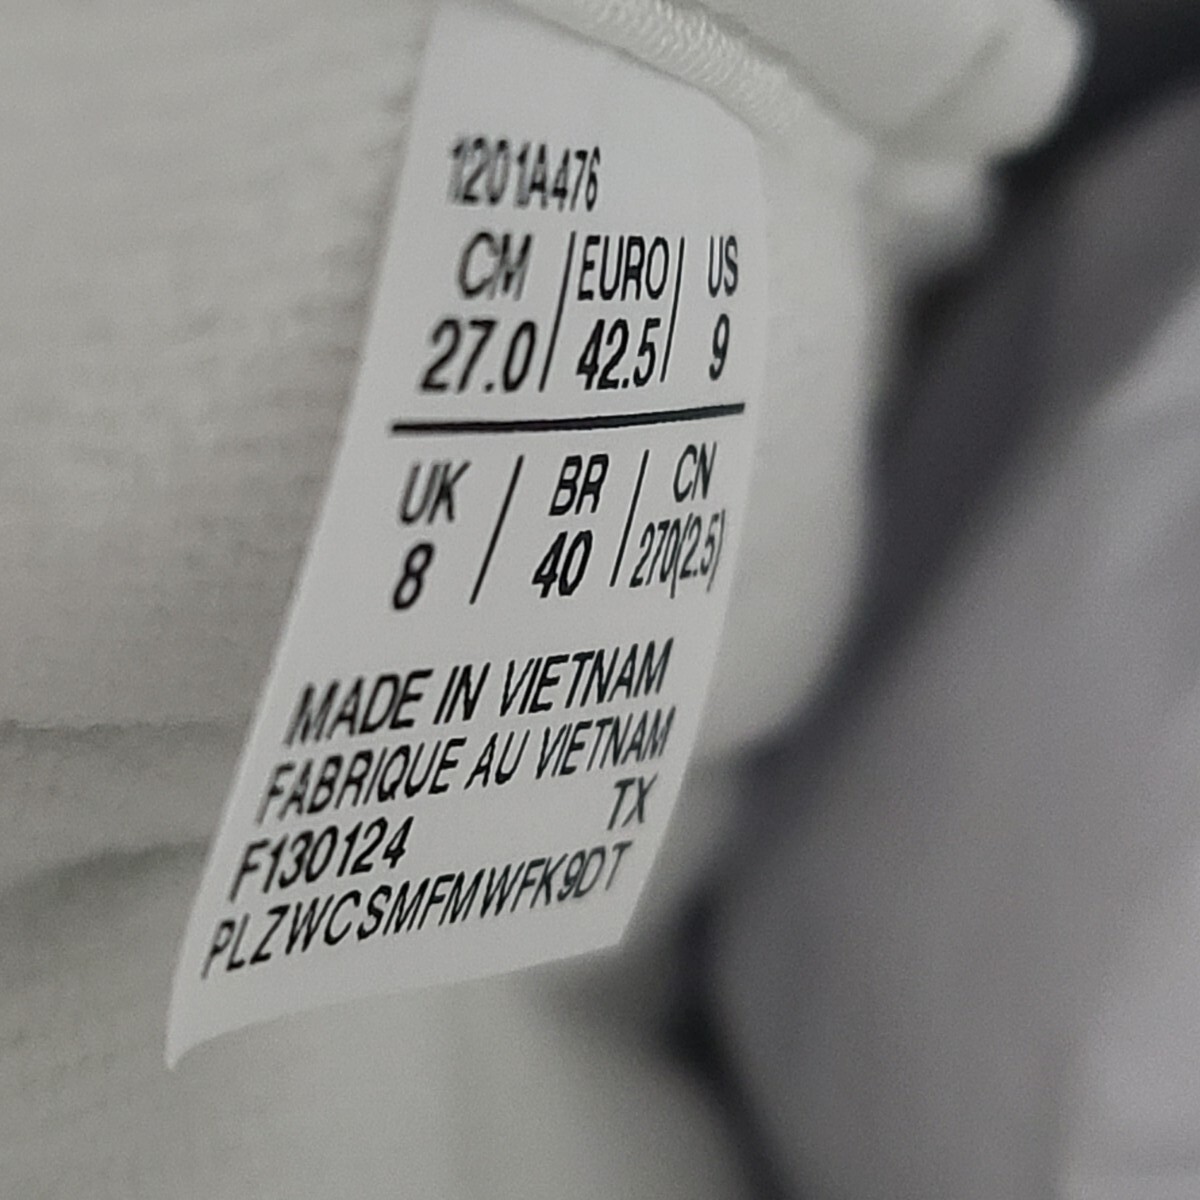 1201A476
CM | EURO | US
27.0 | 42.5 | 9
UK | BR | CN
8 | 40 | 270(2.5)
MADE IN VIETNAM
FABRIQUE AU VIETNAM
F130124 TX
PLZWCSMFMWFK9DT